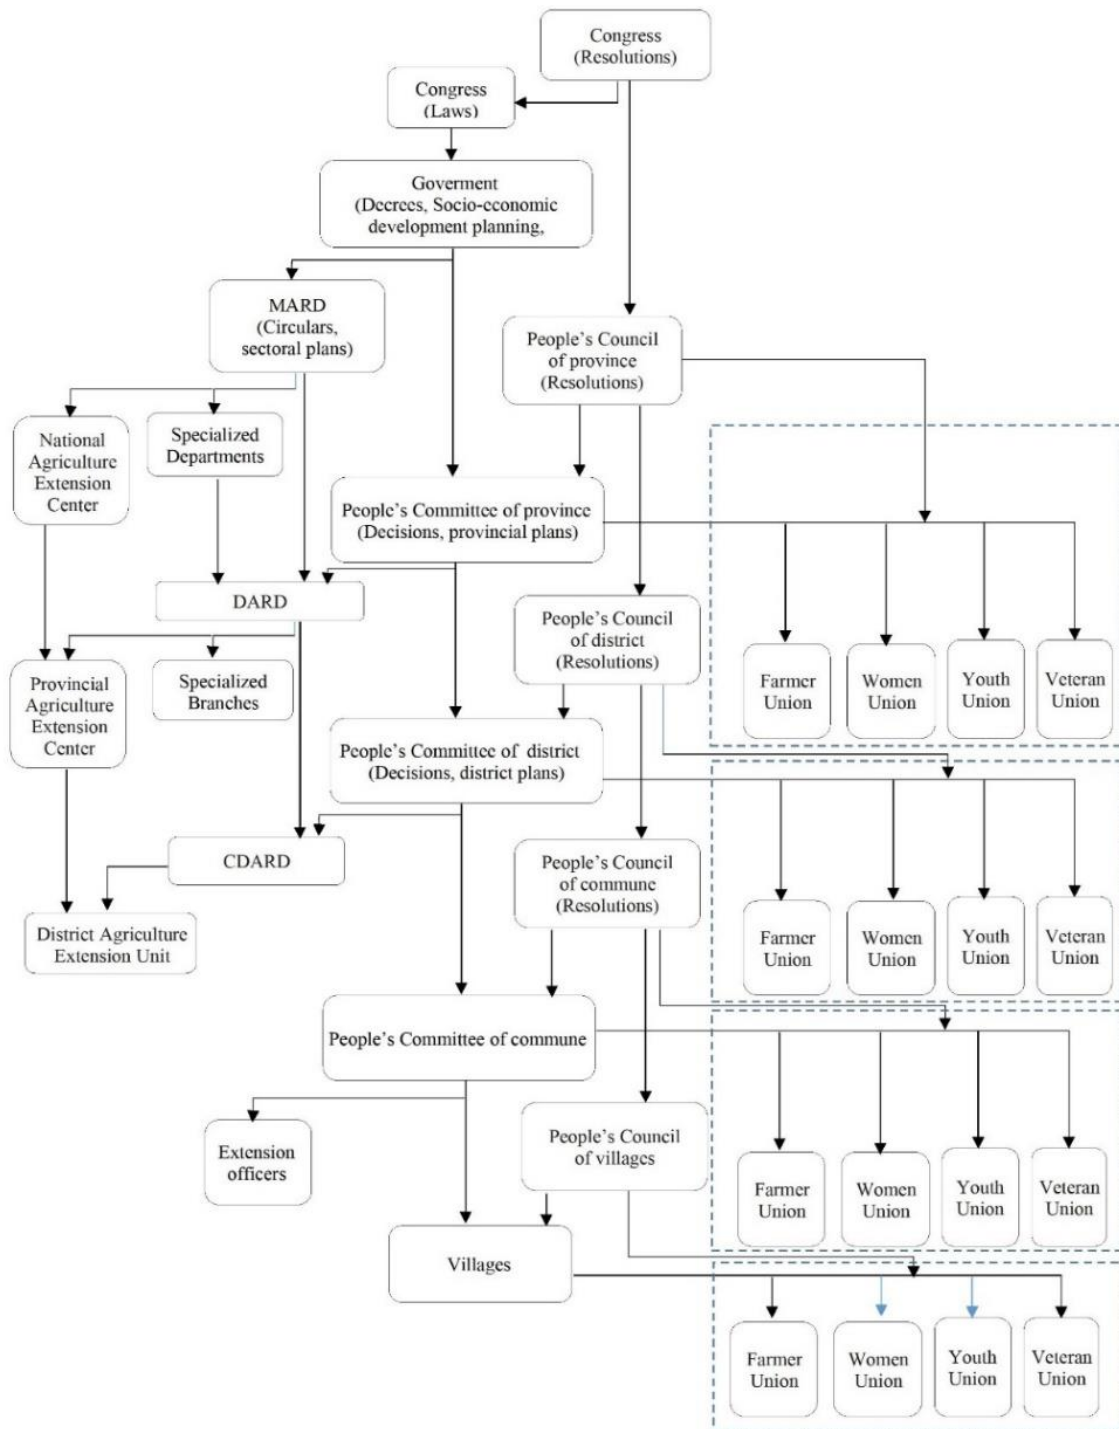 Congress
(Resolutions)
Congress
(Laws)
Goverment
(Decrees, Socio-economic
development planning,
MARD
(Circulars,
sectoral plans)
People's Council
of province
(Resolutions)
National
Agriculture
Extension
Center
Specialized
Departments
People's Committee of province
(Decisions, provincial plans)
DARD
People's Council
of district
(Resolutions)
Farmer
Union
Women
Union
Youth
Union
Veteran
Union
Provincial
Agriculture
Extension
Center
Specialized
Branches
People's Committee of district
(Decisions, district plans)
CDARD
People's Council
of commune
(Resolutions)
Farmer
Union
Women
Union
Youth
Union
Veteran
Union
District Agriculture
Extension Unit
People's Committee of commune
Extension
officers
People's Council
of villages
Farmer
Union
Women
Union
Youth
Union
Veteran
Union
Villages
Farmer
Union
Women
Union
Youth
Union
Veteran
Union